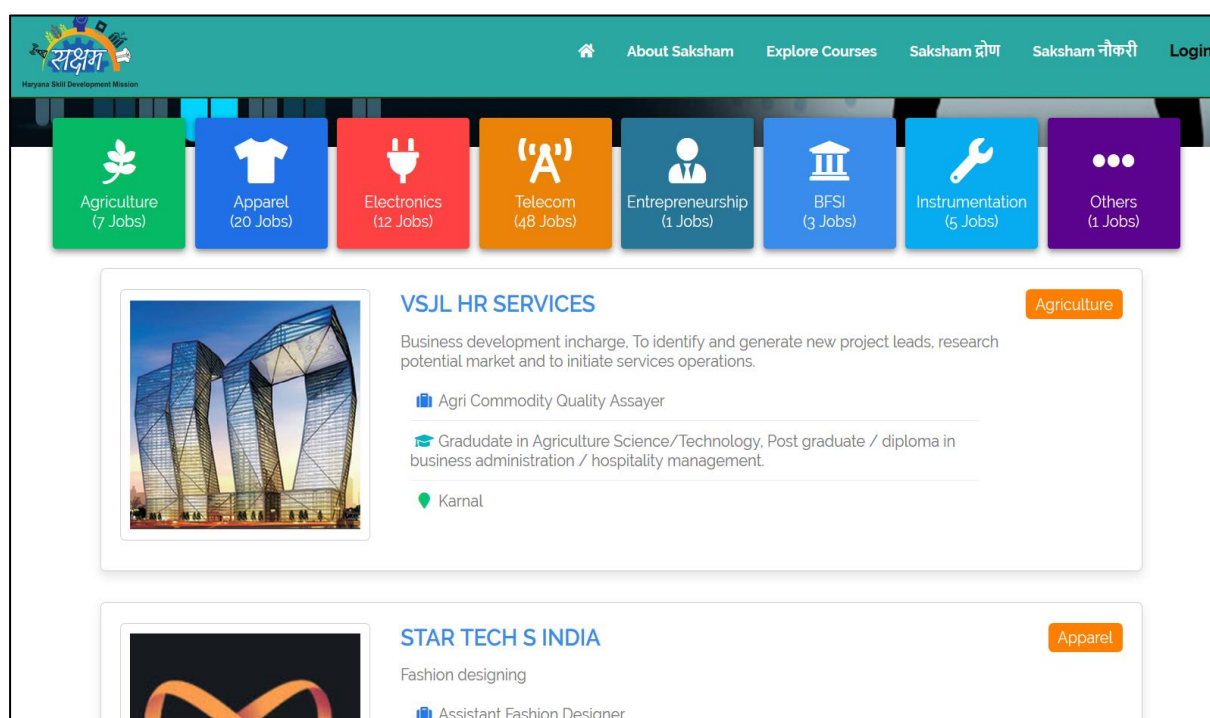 सक्षम
Haryana Skill Development Mission
About Saksham
Explore Courses
Saksham द्रोण
Saksham नौकरी
Login
Agriculture
(7 Jobs)
Apparel
(20 Jobs)
Electronics
(12 Jobs)
Telecom
(48 Jobs)
Entrepreneurship
(1 Jobs)
BFSI
(3 Jobs)
Instrumentation
(5 Jobs)
Others
(1 Jobs)
VSJL HR SERVICES
Agriculture
Business development incharge, To identify and generate new project leads, research
potential market and to initiate services operations.
Agri Commodity Quality Assayer
Gradudate in Agriculture Science/Technology, Post graduate / diploma in
business administration / hospitality management.
Karnal
STAR TECH S INDIA
Apparel
Fashion designing
Assistant Fashion Designer